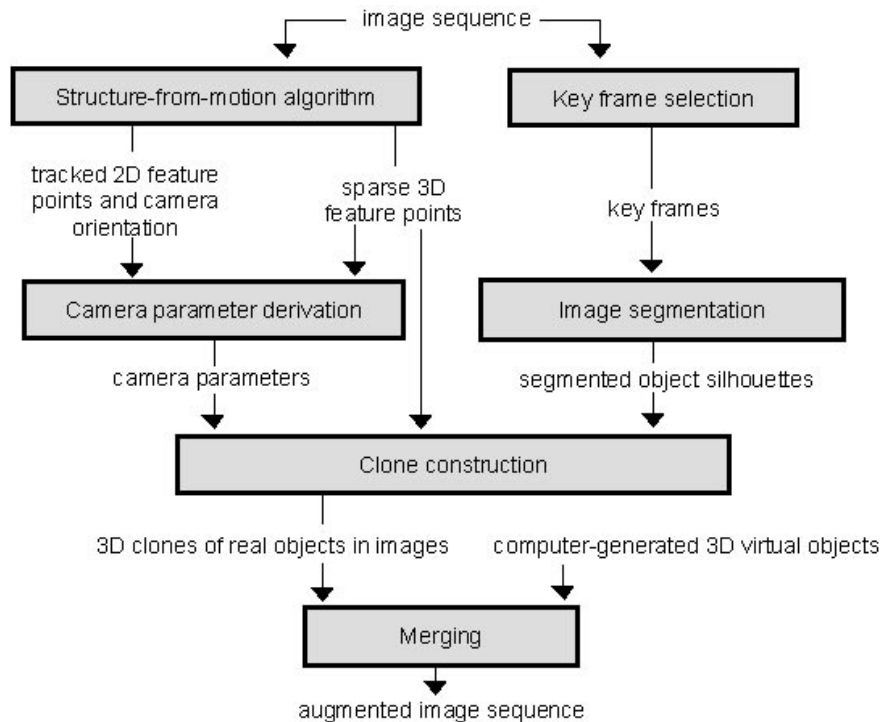 image sequence
Structure-from-motion algorithm
Key frame selection
tracked 2D feature
points and camera
orientation
sparse 3D
feature points
key frames
Camera parameter derivation
Image segmentation
camera parameters
segmented object silhouettes
Clone construction
3D clones of real objects in images
computer-generated 3D virtual objects
Merging
augmented image sequence